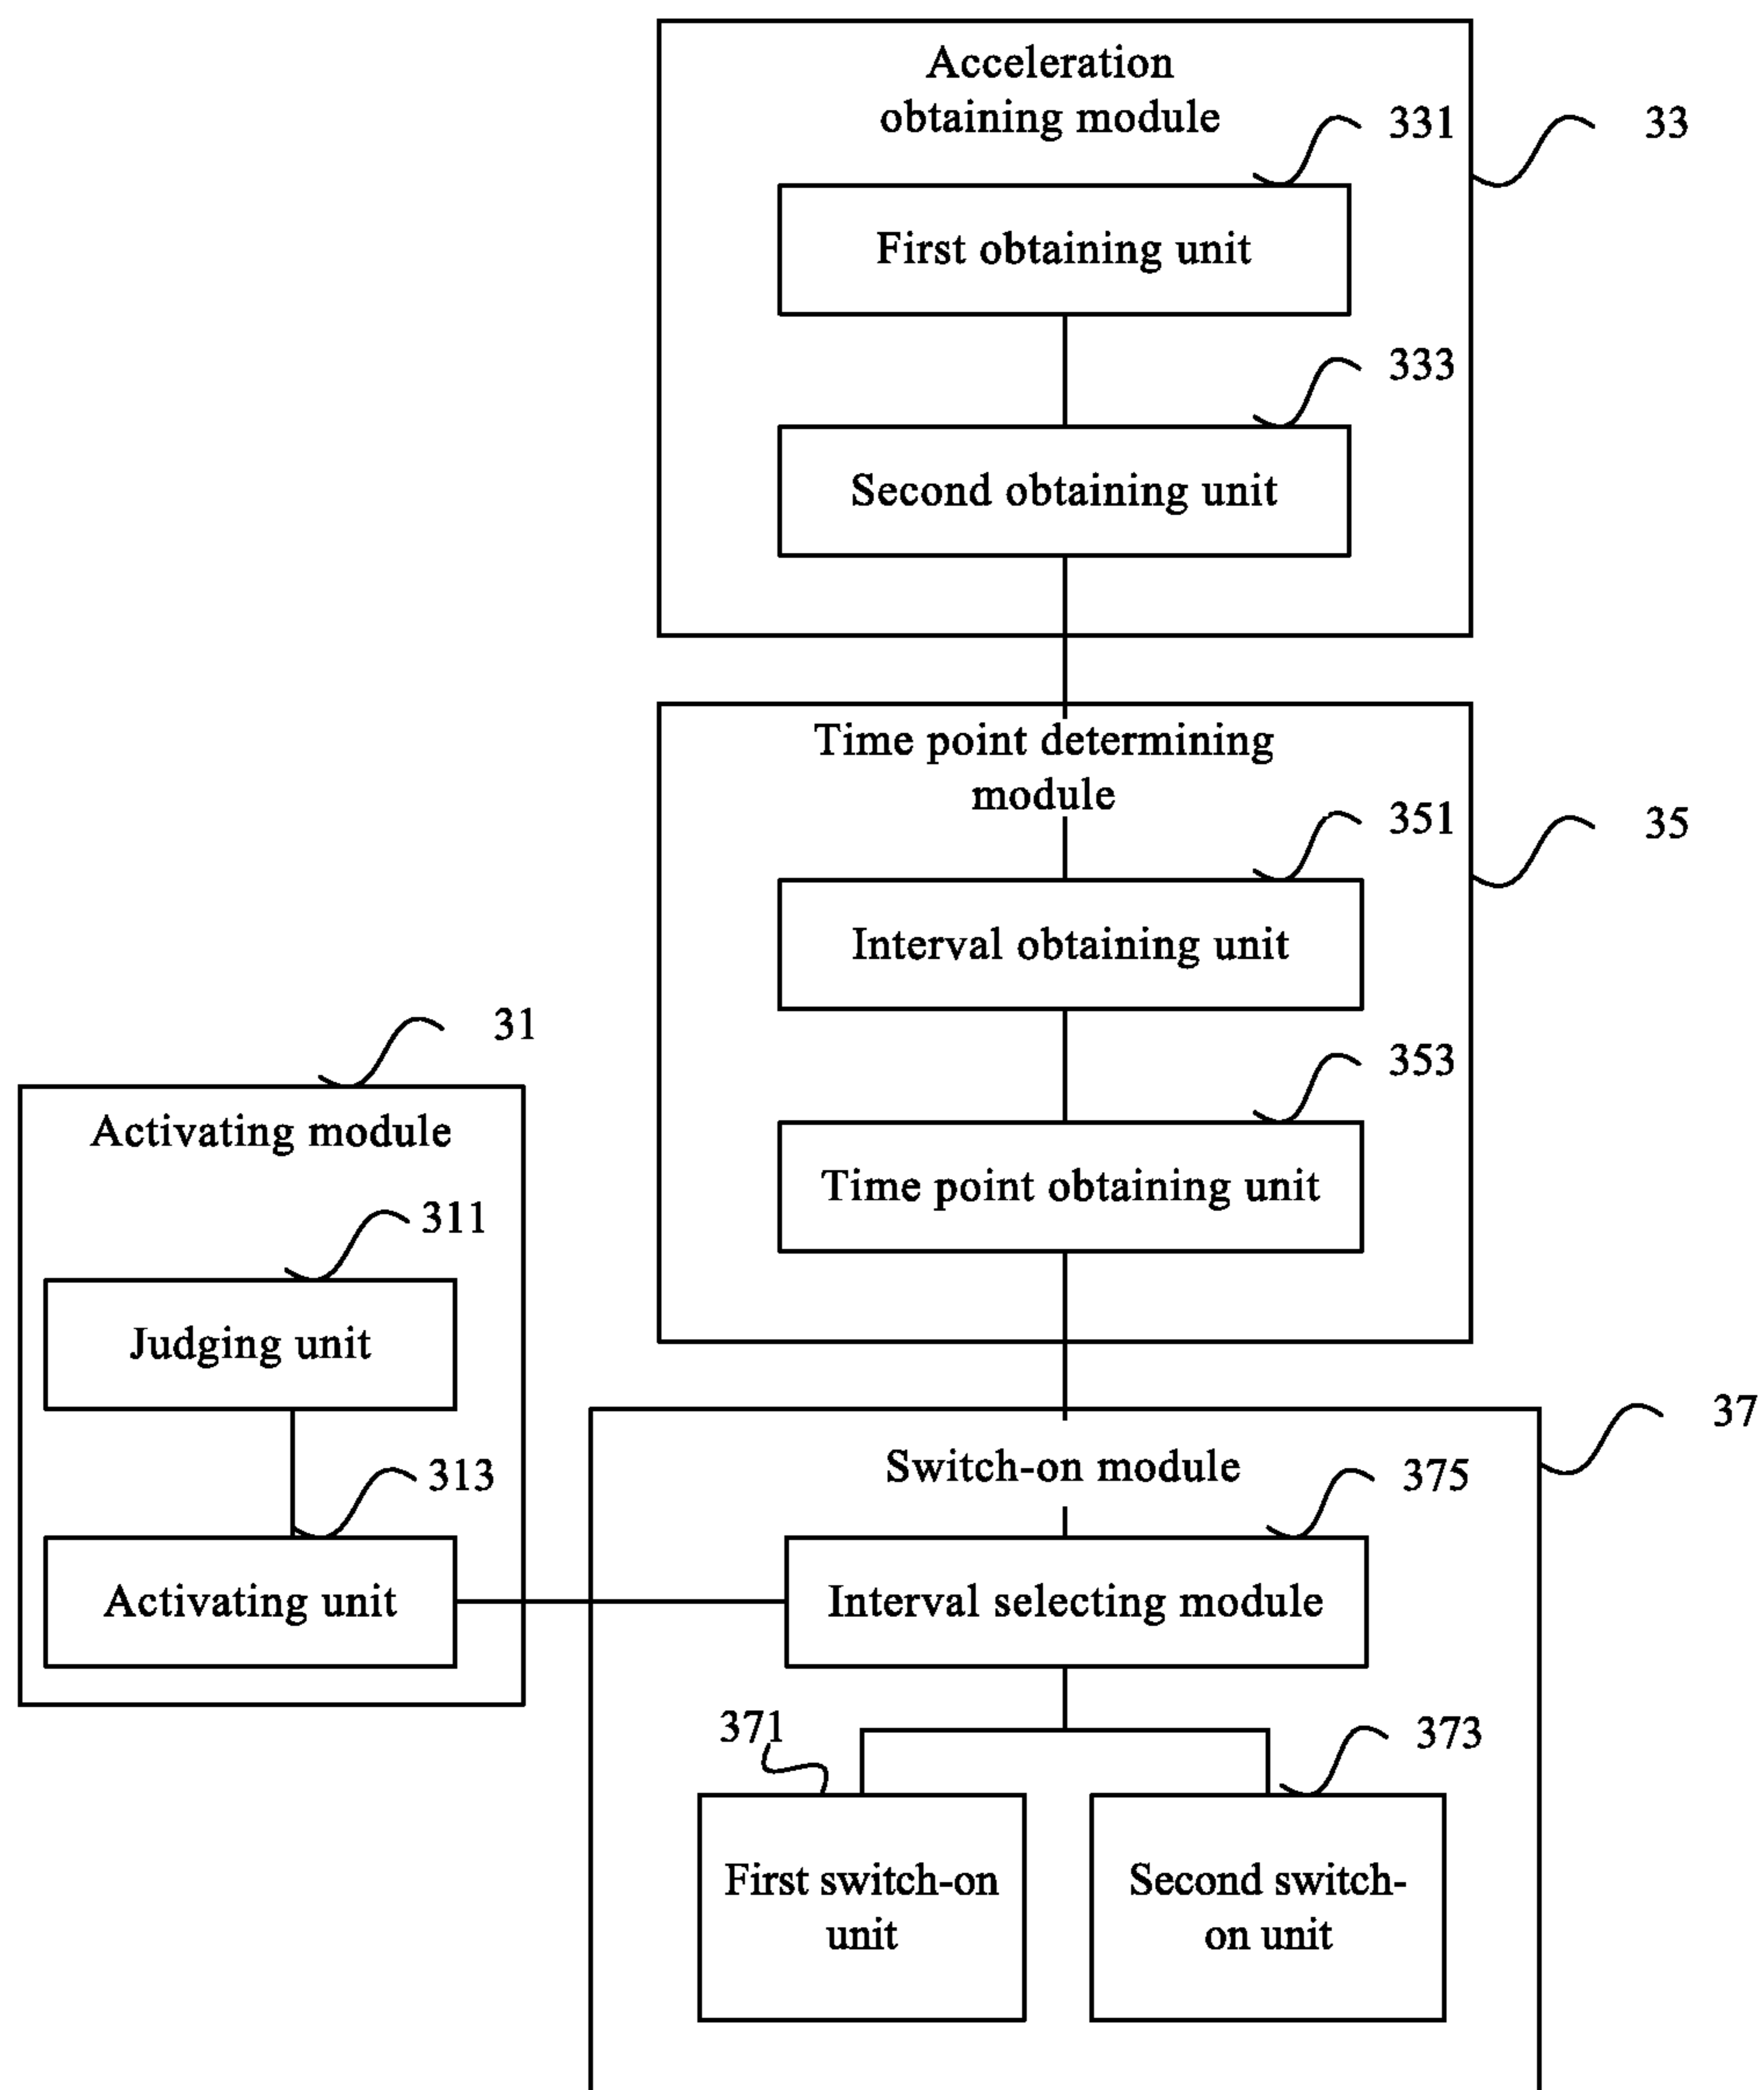 Acceleration
obtaining module
331
33
First obtaining unit
333
Second obtaining unit
Time point determining
module
351
35
Interval obtaining unit
353
Time point obtaining unit
31
Activating module
311
Judging unit
313
Activating unit
37
Switch-on module
375
Interval selecting module
371
373
First switch-on
unit
Second switch-
on unit